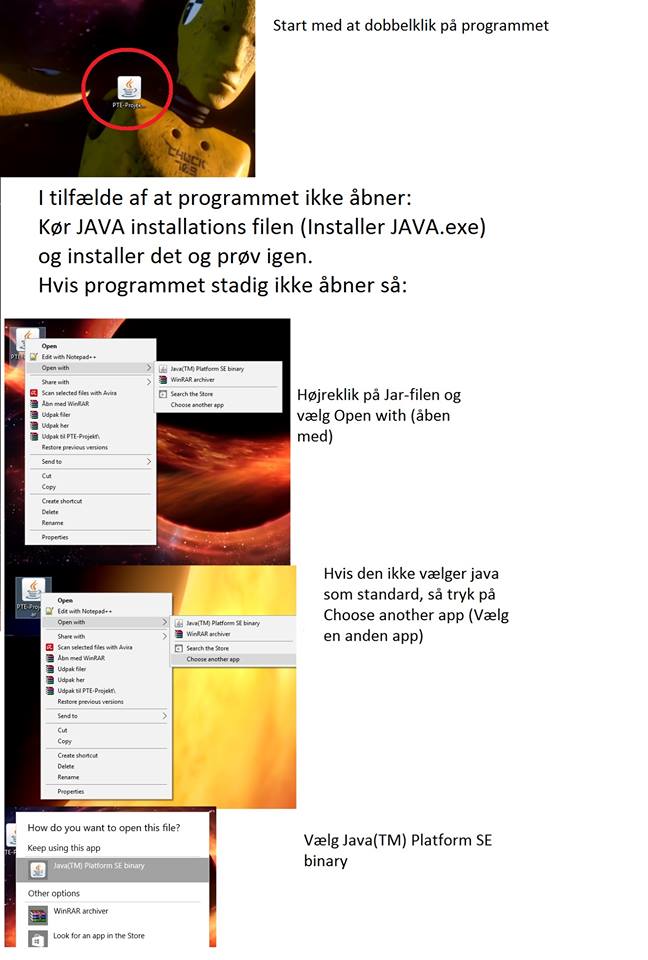 Start med at dobbelklik på programmet
PTE-Projek...
CHUCK
I tilfælde af at programmet ikke åbner:
Kør JAVA installations filen (Installer JAVA.exe)
og installer det og prøv igen.
Hvis programmet stadig ikke åbner så:
Open
Edit with Notepad++
Open with
Share with
Scan selected files with Avira
Åbn med WinRAR
Udpak filer
Udpak her
Udpak til PTE-Projekt\
Restore previous versions
Send to
Cut
Copy
Create shortcut
Delete
Rename
Properties
Java(TM) Platform SE binary
WinRAR archiver
Search the Store
Choose another app
Højreklik på Jar-filen og
vælg Open with (åben
med)
PTE-Proje
ar
Open
Edit with Notepad++
Open with
Share with
Scan selected files with Avira
Åbn med WinRAR
Udpak filer
Udpak her
Udpak til PTE-Projekt\
Restore previous versions
Send to
Cut
Copy
Create shortcut
Delete
Rename
Properties
Java(TM) Platform SE binary
WinRAR archiver
Search the Store
Choose another app
Hvis den ikke vælger java
som standard, så tryk på
Choose another app (Vælg
en anden app)
How do you want to open this file?
Keep using this app
Java(TM) Platform SE binary
Other options
WinRAR archiver
Look for an app in the Store
Vælg Java(TM) Platform SE
binary